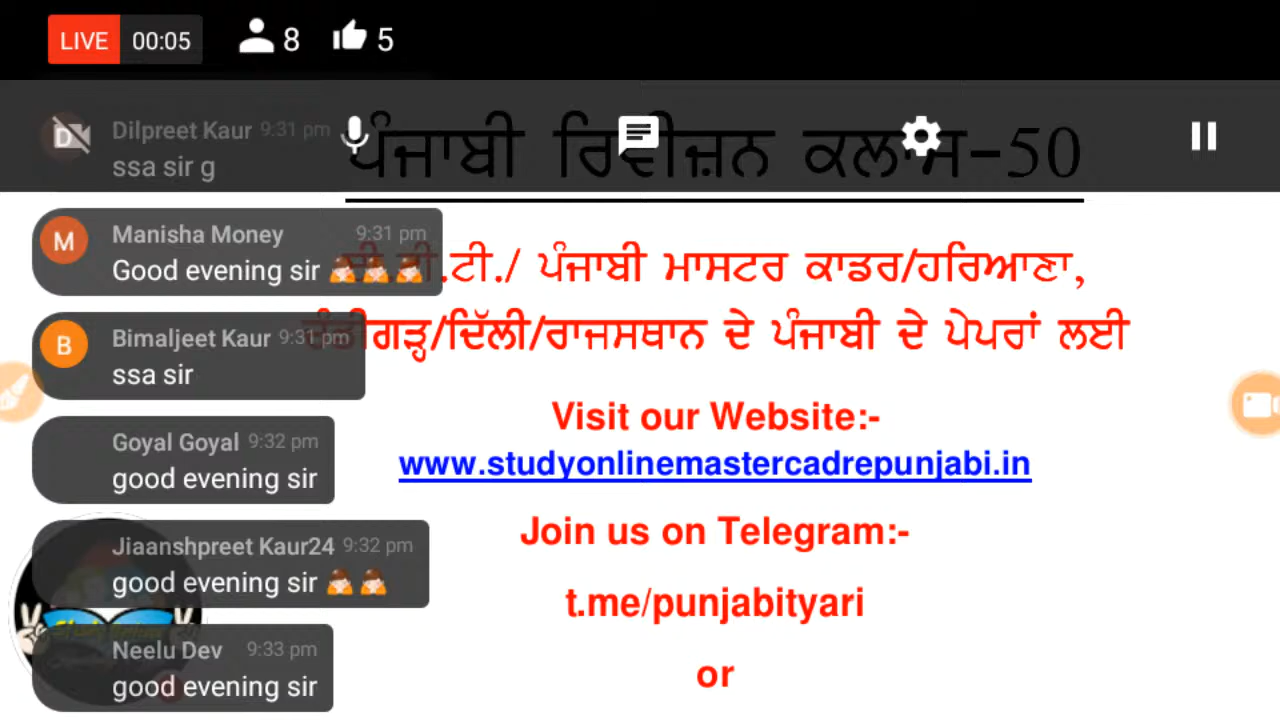 LIVE 00:05 8 5
Dilpreet Kaur 9:31 pm
ssa sir g
ਪੰਜਾਬੀ ਰਿਵੀਜ਼ਨ ਕਲਾਸ-50
D
M
Manisha Money 9:31 pm
Good evening sir 🙇🙇🙇
.ਟੀ./ ਪੰਜਾਬੀ ਮਾਸਟਰ ਕਾਡਰ/ਹਰਿਆਣਾ,
B
Bimaljeet Kaur 9:31 pm
ssa sir
ਚੰਡੀਗੜ੍ਹ/ਦਿੱਲੀ/ਰਾਜਸਥਾਨ ਦੇ ਪੰਜਾਬੀ ਦੇ ਪੇਪਰਾਂ ਲਈ
Visit our Website:-
Goyal Goyal 9:32 pm
good evening sir
www.studyonlinemastercadrepunjabi.in
Join us on Telegram:-
Jiaanshpreet Kaur24 9:32 pm
good evening sir 🙇🙇
t.me/punjabityari
Neelu Dev 9:33 pm
good evening sir
or